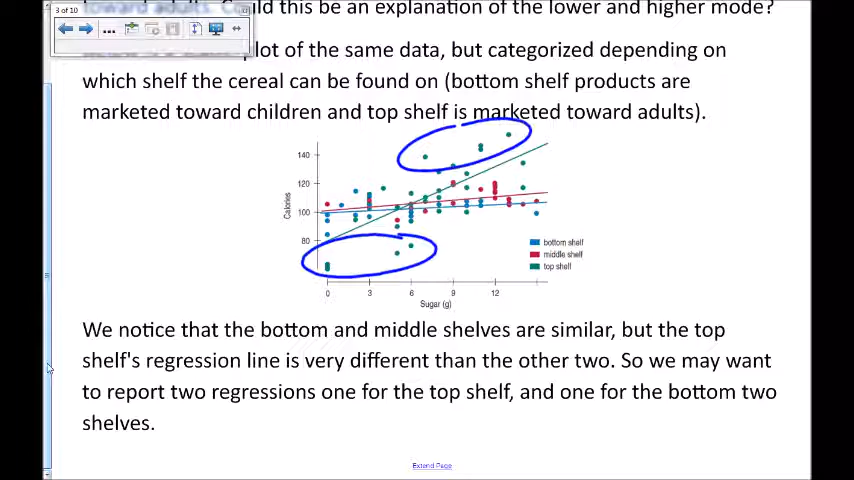 3 of 10
toward adults. Could this be an explanation of the lower and higher mode?
plot of the same data, but categorized depending on
which shelf the cereal can be found on (bottom shelf products are
marketed toward children and top shelf is marketed toward adults).
140
120
100
80
Calories
0 3 6 9 12
Sugar (g)
bottom shelf
middle shelf
top shelf
We notice that the bottom and middle shelves are similar, but the top
shelf's regression line is very different than the other two. So we may want
to report two regressions one for the top shelf, and one for the bottom two
shelves.
Extend Page